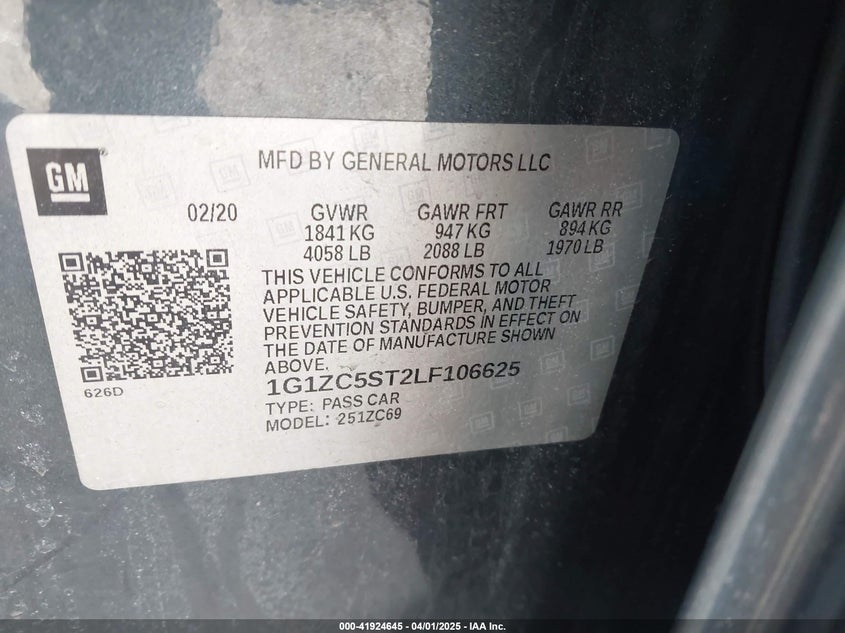 GM
MFD BY GENERAL MOTORS LLC
02/20 GVWR GAWR FRT GAWR RR
1841 KG 947 KG 894 KG
4058 LB 2088 LB 1970 LB
THIS VEHICLE CONFORMS TO ALL
APPLICABLE U.S. FEDERAL MOTOR
VEHICLE SAFETY, BUMPER, AND THEFT
PREVENTION STANDARDS IN EFFECT ON
THE DATE OF MANUFACTURE SHOWN
ABOVE.
626D
1G1ZC5ST2LF106625
TYPE: PASS CAR
MODEL: 251ZC69
000-41924645 - 04/01/2025 - IAA Inc.